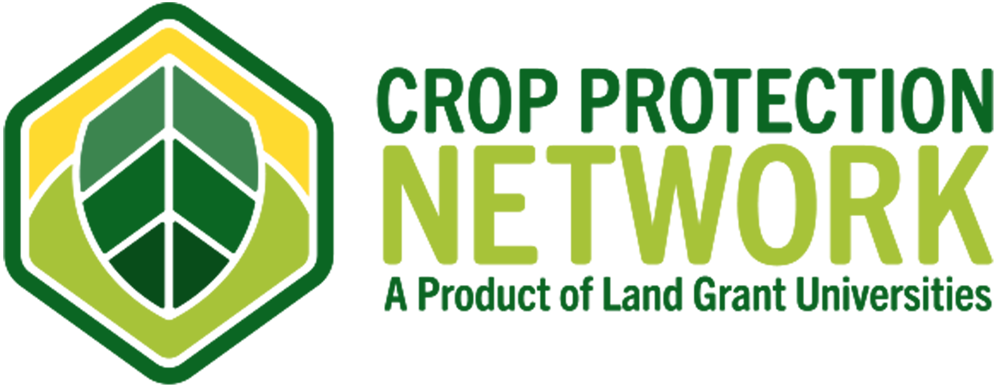 CROP PROTECTION
NETWORK
A Product of Land Grant Universities